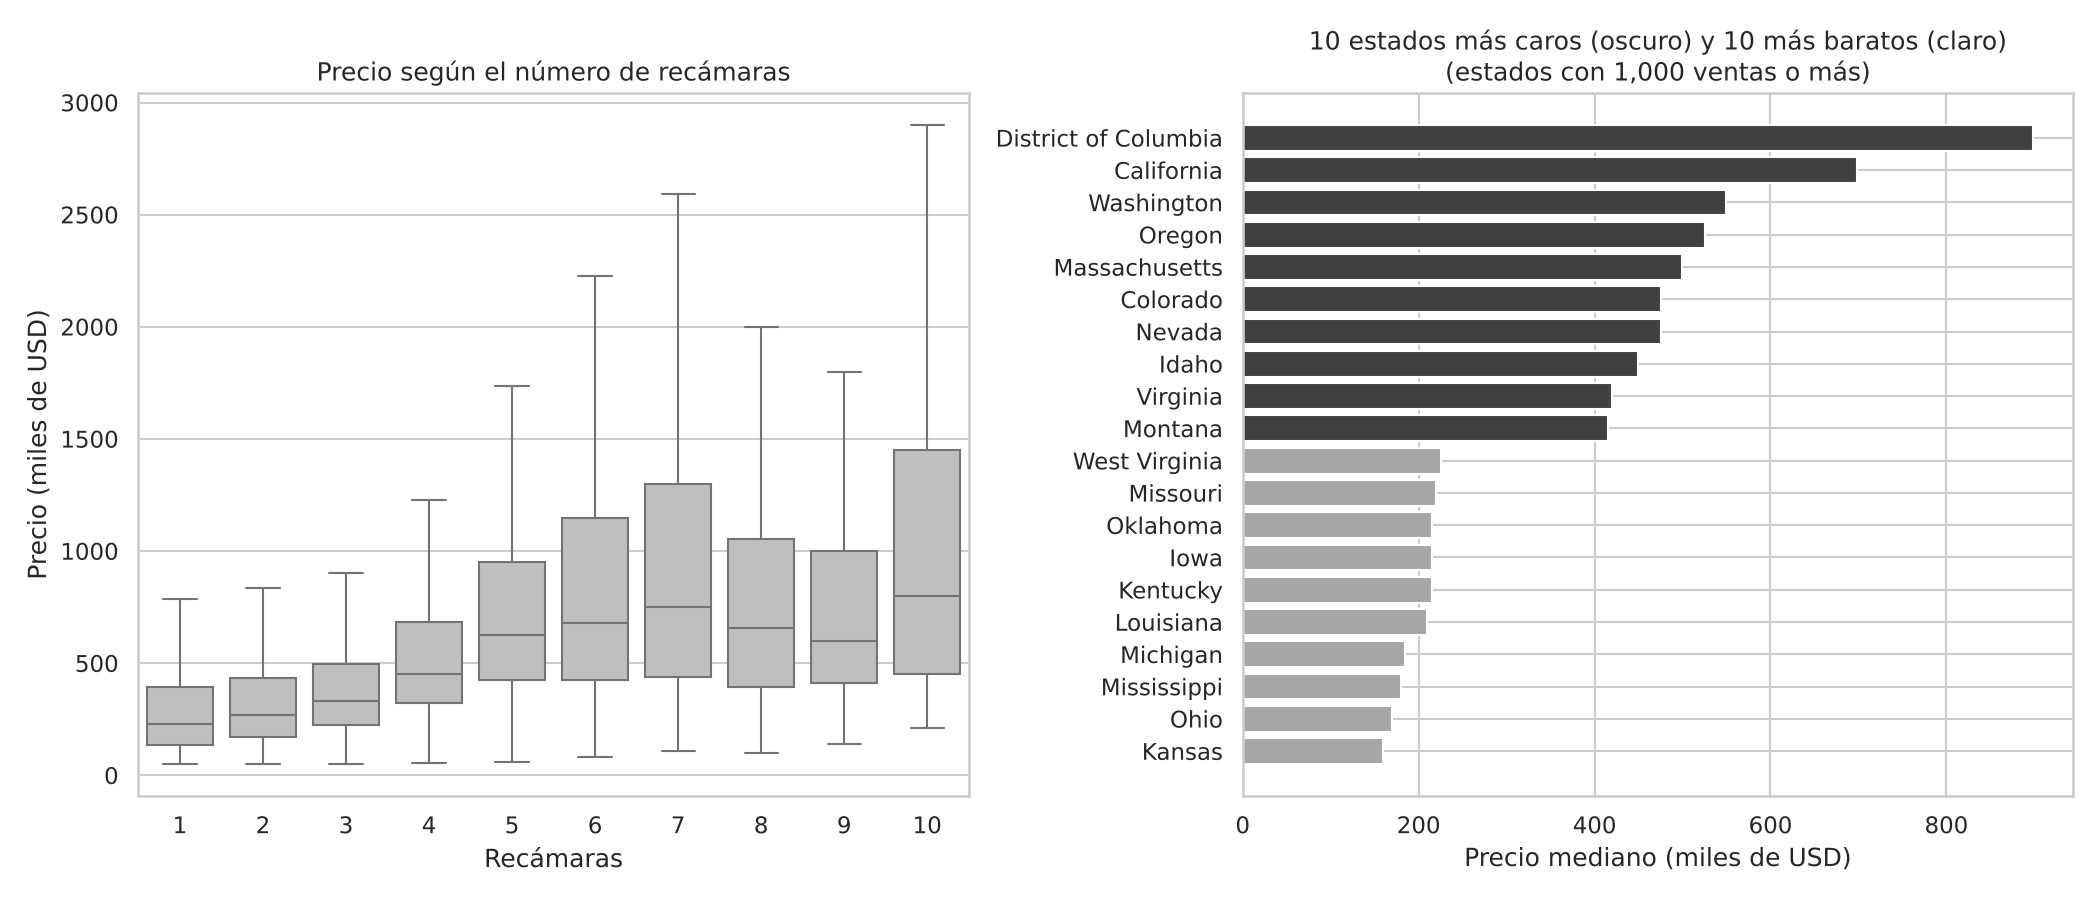 Precio según el número de recámaras
3000
2500
2000
1500
1000
500
0
Precio (miles de USD)
1 2 3 4 5 6 7 8 9 10
Recámaras
10 estados más caros (oscuro) y 10 más baratos (claro)
(estados con 1,000 ventas o más)
District of Columbia
California
Washington
Oregon
Massachusetts
Colorado
Nevada
Idaho
Virginia
Montana
West Virginia
Missouri
Oklahoma
Iowa
Kentucky
Louisiana
Michigan
Mississippi
Ohio
Kansas
0 200 400 600 800
Precio mediano (miles de USD)